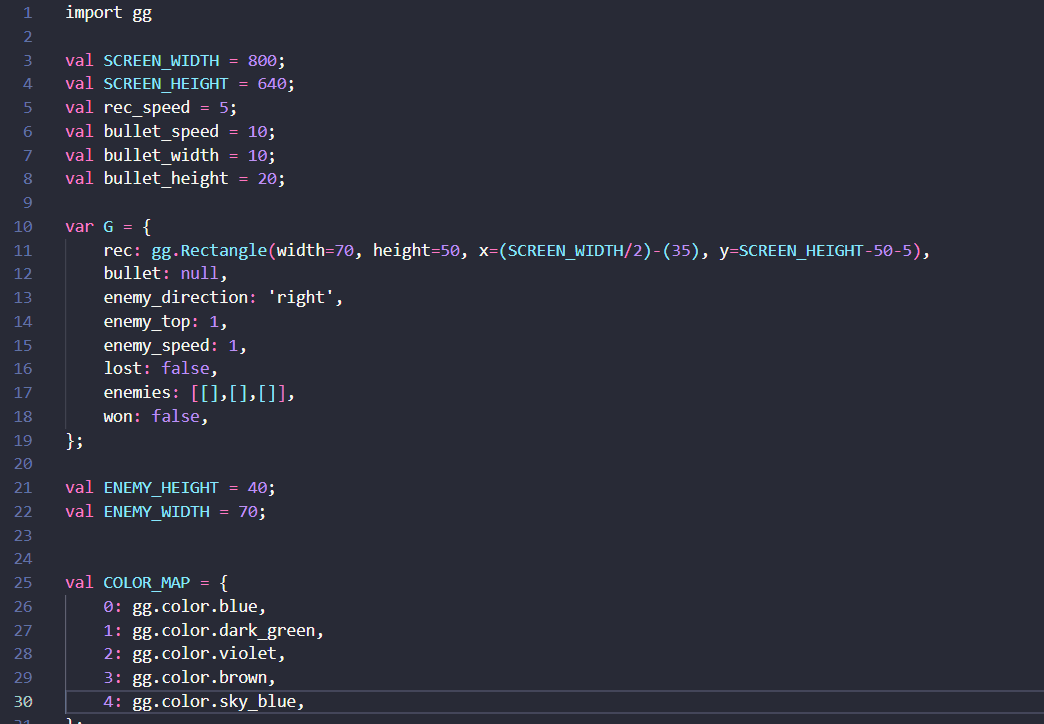 1 import gg
2
3 val SCREEN_WIDTH = 800;
4 val SCREEN_HEIGHT = 640;
5 val rec_speed = 5;
6 val bullet_speed = 10;
7 val bullet_width = 10;
8 val bullet_height = 20;
9
10 var G = {
11     rec: gg.Rectangle(width=70, height=50, x=(SCREEN_WIDTH/2)-(35), y=SCREEN_HEIGHT-50-5),
12     bullet: null,
13     enemy_direction: 'right',
14     enemy_top: 1,
15     enemy_speed: 1,
16     lost: false,
17     enemies: [[],[],[]],
18     won: false,
19 };
20
21 val ENEMY_HEIGHT = 40;
22 val ENEMY_WIDTH = 70;
23
24
25 val COLOR_MAP = {
26     0: gg.color.blue,
27     1: gg.color.dark_green,
28     2: gg.color.violet,
29     3: gg.color.brown,
30     4: gg.color.sky_blue,
31 };